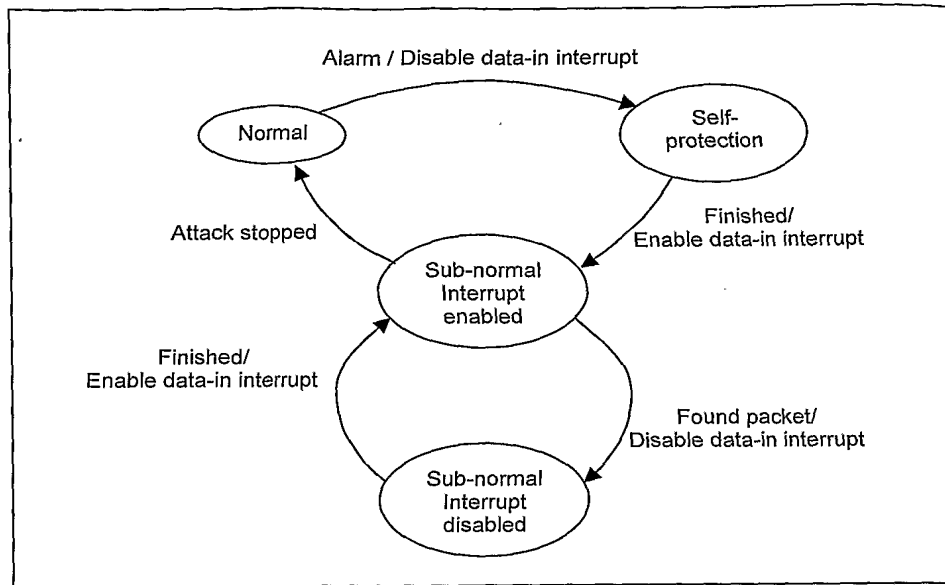 Alarm / Disable data-in interrupt
Normal
Self-
protection
Attack stopped
Finished/
Enable data-in interrupt
Sub-normal
Interrupt
enabled
Finished/
Enable data-in interrupt
Found packet/
Disable data-in interrupt
Sub-normal
Interrupt
disabled